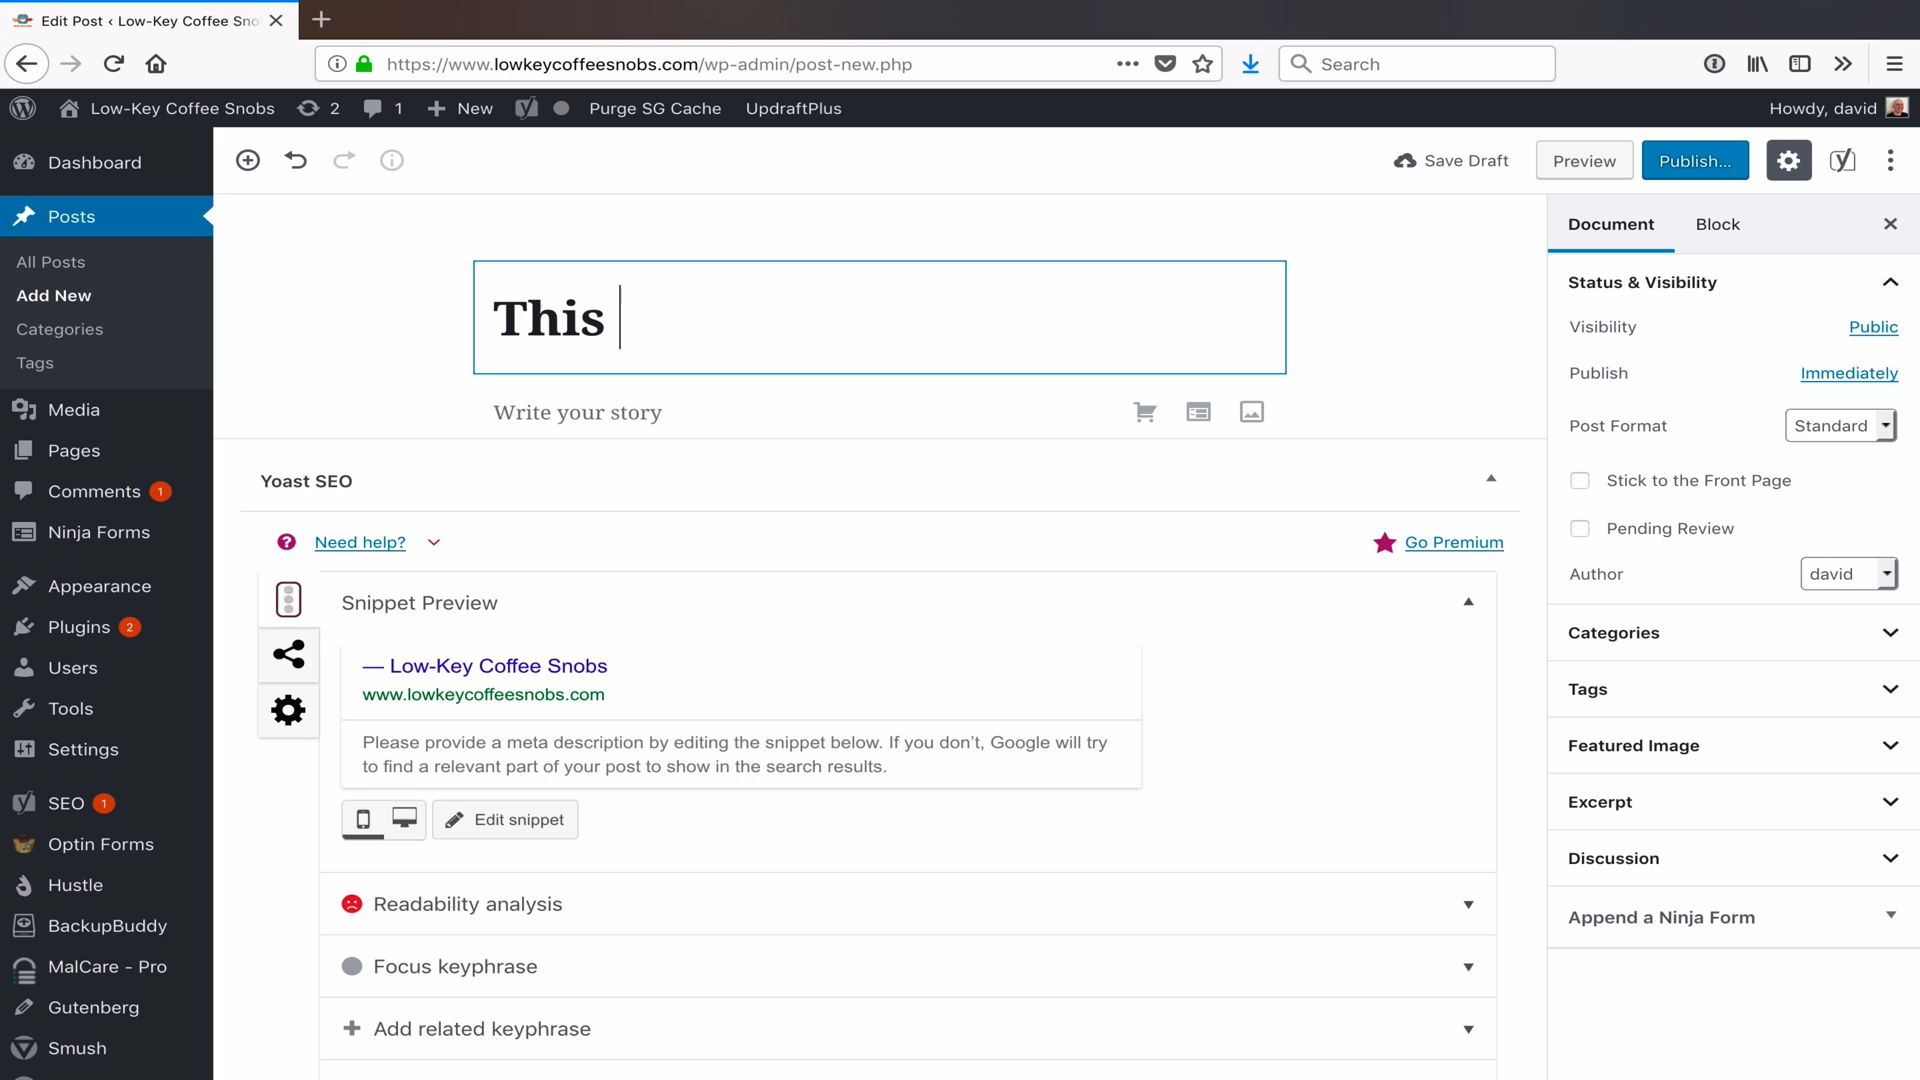 Edit Post ‹ Low-Key Coffee Sno
https://www.lowkeycoffeesnobs.com/wp-admin/post-new.php
Search
Low-Key Coffee Snobs
2
1
New
Purge SG Cache
UpdraftPlus
Howdy, david
Dashboard
Posts
All Posts
Add New
Categories
Tags
Media
Pages
Comments 1
Ninja Forms
Appearance
Plugins 2
Users
Tools
Settings
SEO 1
Optin Forms
Hustle
BackupBuddy
MalCare - Pro
Gutenberg
Smush
Save Draft
Preview
Publish...
This
Write your story
Yoast SEO
Need help?
Go Premium
Snippet Preview
— Low-Key Coffee Snobs
www.lowkeycoffeesnobs.com
Please provide a meta description by editing the snippet below. If you don’t, Google will try
to find a relevant part of your post to show in the search results.
Edit snippet
Readability analysis
Focus keyphrase
Add related keyphrase
Document
Block
Status & Visibility
Visibility
Public
Publish
Immediately
Post Format
Standard
Stick to the Front Page
Pending Review
Author
david
Categories
Tags
Featured Image
Excerpt
Discussion
Append a Ninja Form